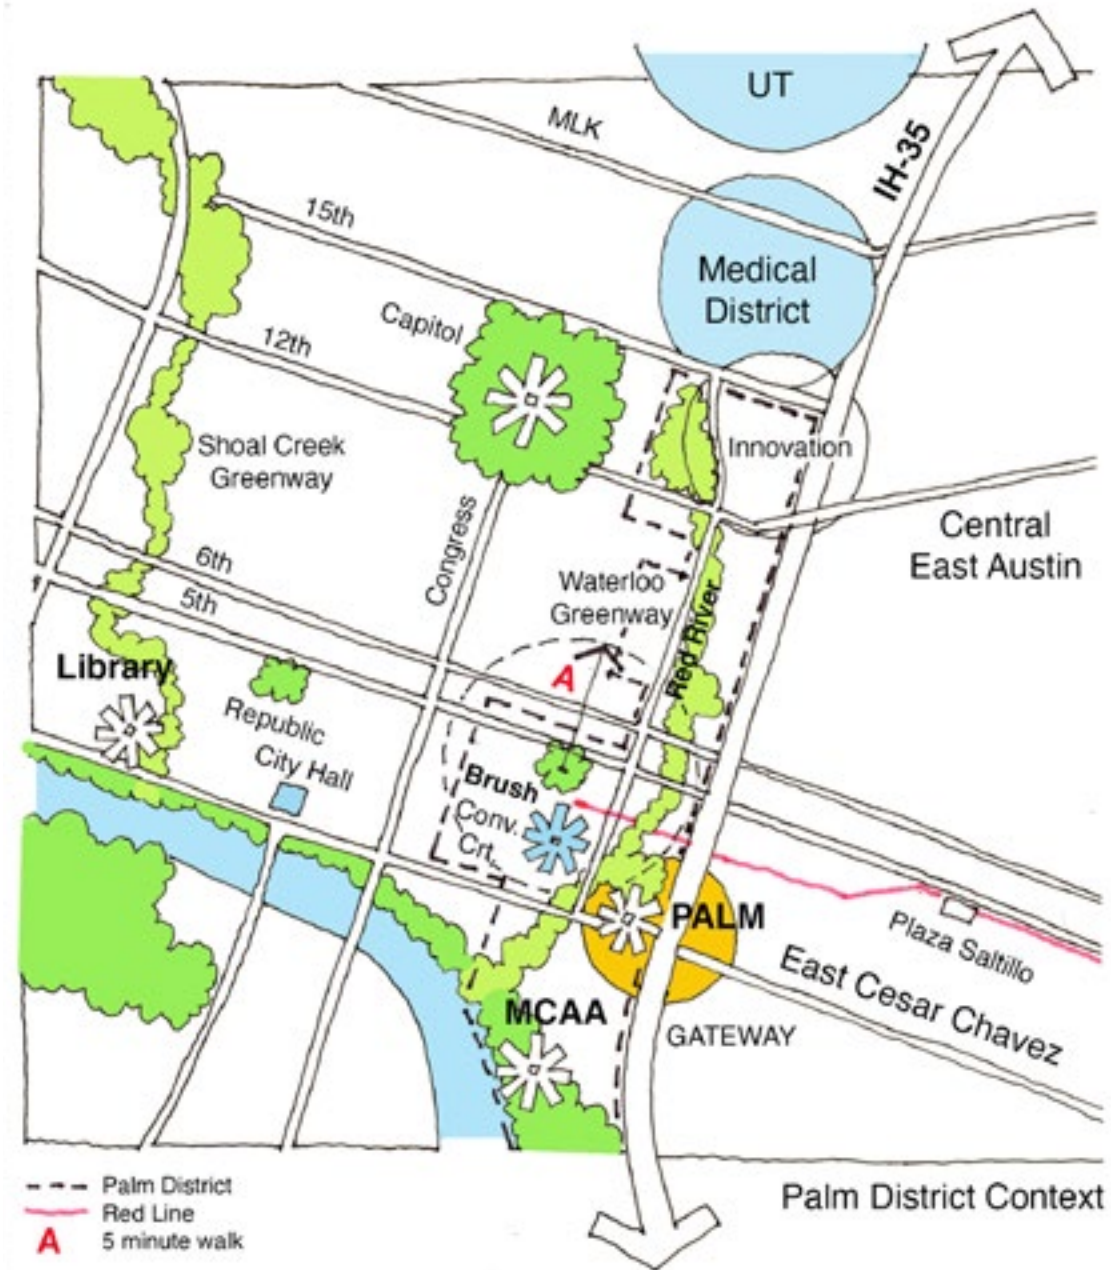 UT
MLK
IH-35
15th
Medical
District
Capitol
12th
Innovation
Shoal Creek
Greenway
Congress
Central
East Austin
6th
5th
Waterloo
Greenway
Red River
Library
A
Republic
City Hall
Brush
Conv.
Crt.
PALM
Plaza Saltillo
East Cesar Chavez
MCAA
GATEWAY
Palm District
Red Line
A 5 minute walk
Palm District Context